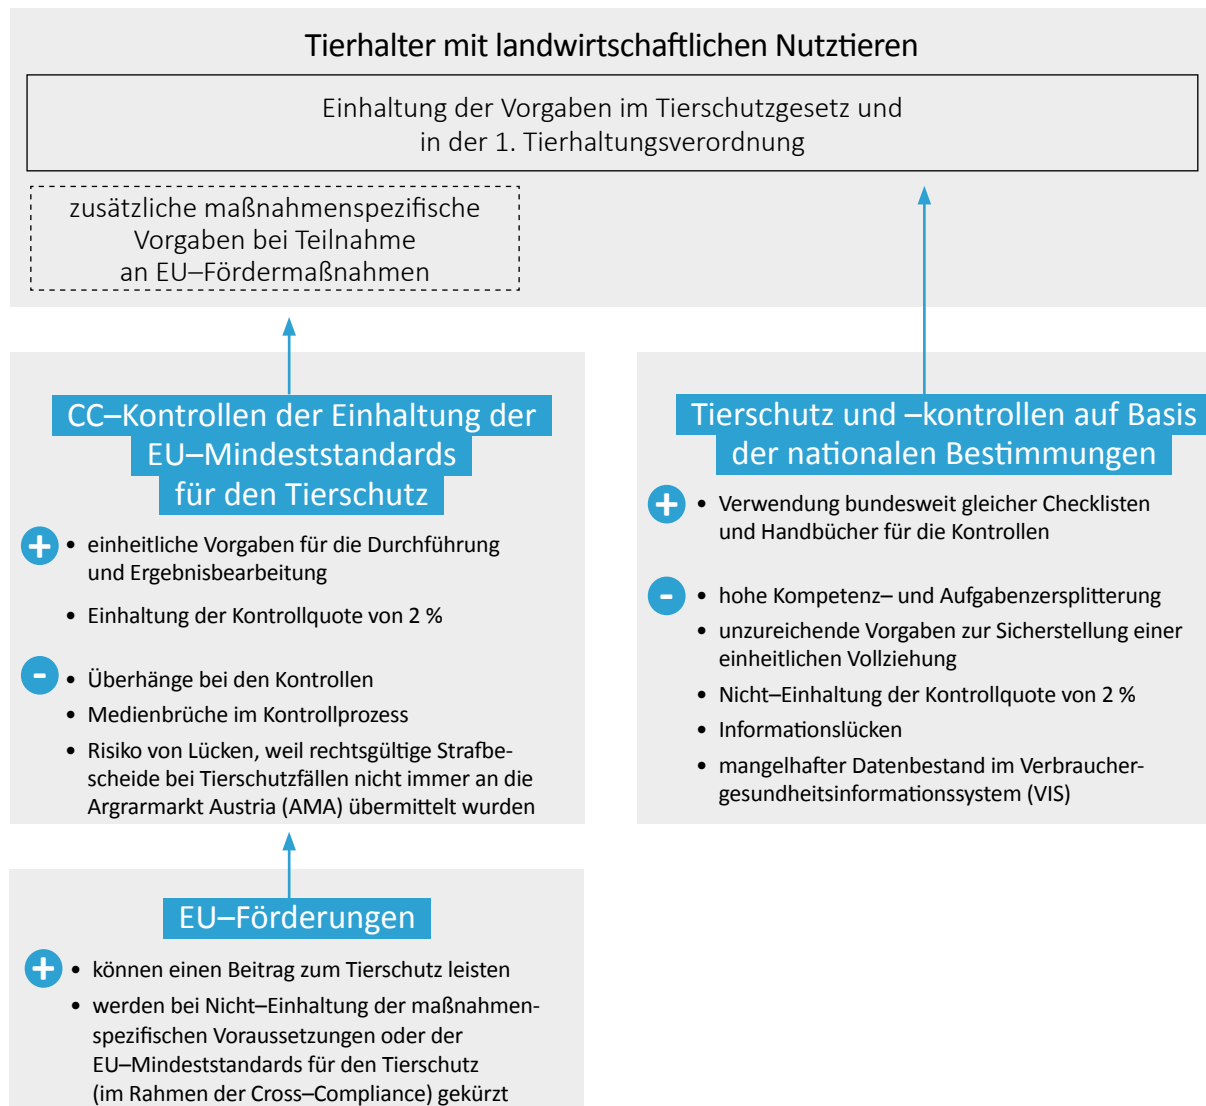 Tierhalter mit landwirtschaftlichen Nutztieren
Einhaltung der Vorgaben im Tierschutzgesetz und
in der 1. Tierhaltungsverordnung
zusätzliche maßnahmenspezifische
Vorgaben bei Teilnahme
an EU–Fördermaßnahmen
CC–Kontrollen der Einhaltung der
EU–Mindeststandards
für den Tierschutz
+
• einheitliche Vorgaben für die Durchführung
und Ergebnisbearbeitung
• Einhaltung der Kontrollquote von 2 %
-
• Überhänge bei den Kontrollen
• Medienbrüche im Kontrollprozess
• Risiko von Lücken, weil rechtsgültige Strafbe-
scheide bei Tierschutzfällen nicht immer an die
Argrarmarkt Austria (AMA) übermittelt wurden
Tierschutz und –kontrollen auf Basis
der nationalen Bestimmungen
+
• Verwendung bundesweit gleicher Checklisten
und Handbücher für die Kontrollen
-
• hohe Kompetenz– und Aufgabenzersplitterung
• unzureichende Vorgaben zur Sicherstellung einer
einheitlichen Vollziehung
• Nicht–Einhaltung der Kontrollquote von 2 %
• Informationslücken
• mangelhafter Datenbestand im Verbraucher-
gesundheitsinformationssystem (VIS)
EU–Förderungen
+
• können einen Beitrag zum Tierschutz leisten
• werden bei Nicht–Einhaltung der maßnahmen-
spezifischen Voraussetzungen oder der
EU–Mindeststandards für den Tierschutz
(im Rahmen der Cross–Compliance) gekürzt